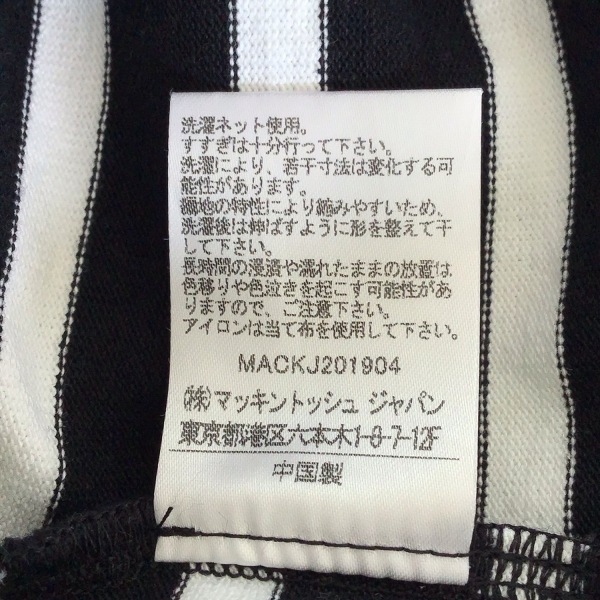 洗濯ネット使用。
すすぎは十分行って下さい。
洗濯により、若干寸法は変化する可
能性があります。
編地の特性により縮みやすいため、
洗濯後は伸ばすように形を整えて干
して下さい。
長時間の浸漬や濡れたままの放置は
色移りや色泣きを起こす可能性があ
りますので、ご注意下さい。
アイロンは当て布を使用して下さい。
MACKJ201904
(株)マッキントッシュ ジャパン
東京都港区六本木1-8-7-12F
中国製